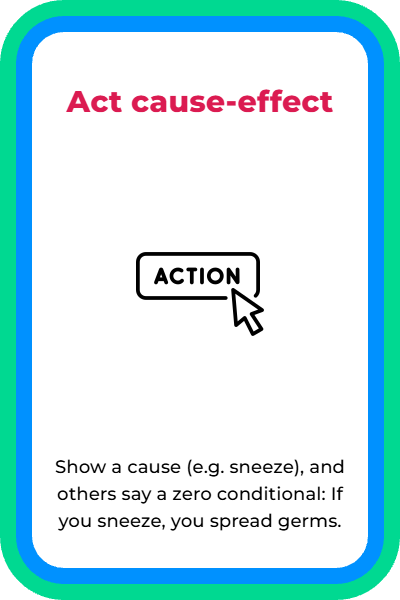 Act cause-effect
ACTION
Show a cause (e.g. sneeze), and
others say a zero conditional: If
you sneeze, you spread germs.